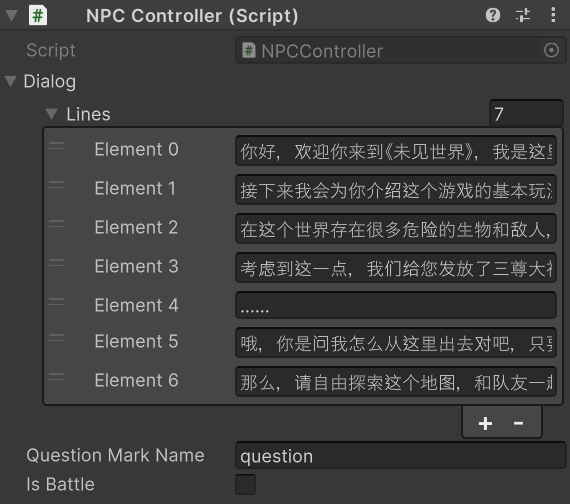 NPC Controller (Script)
Script NPCController
Dialog
Lines 7
Element 0 你好，欢迎你来到《未见世界》，我是这里
Element 1 接下来我会为你介绍这个游戏的基本玩法
Element 2 在这个世界存在很多危险的生物和敌人，
Element 3 考虑到这一点，我们给您发放了三尊大神
Element 4 ......
Element 5 哦，你是问我怎么从这里出去对吧，只要
Element 6 那么，请自由探索这个地图，和队友一起
+ -
Question Mark Name question
Is Battle